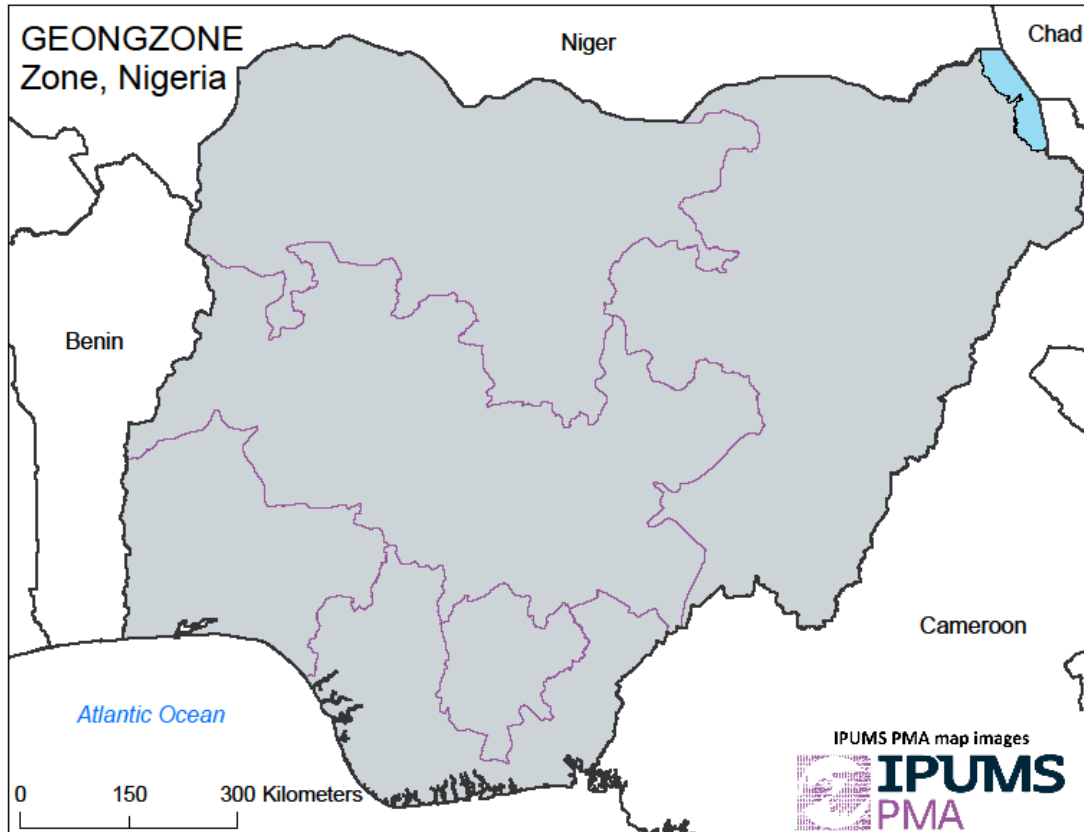 GEONGZONE
Zone, Nigeria
Niger
Chad
Benin
Cameroon
Atlantic Ocean
IPUMS PMA map images
IPUMS
PMA
0 150 300 Kilometers